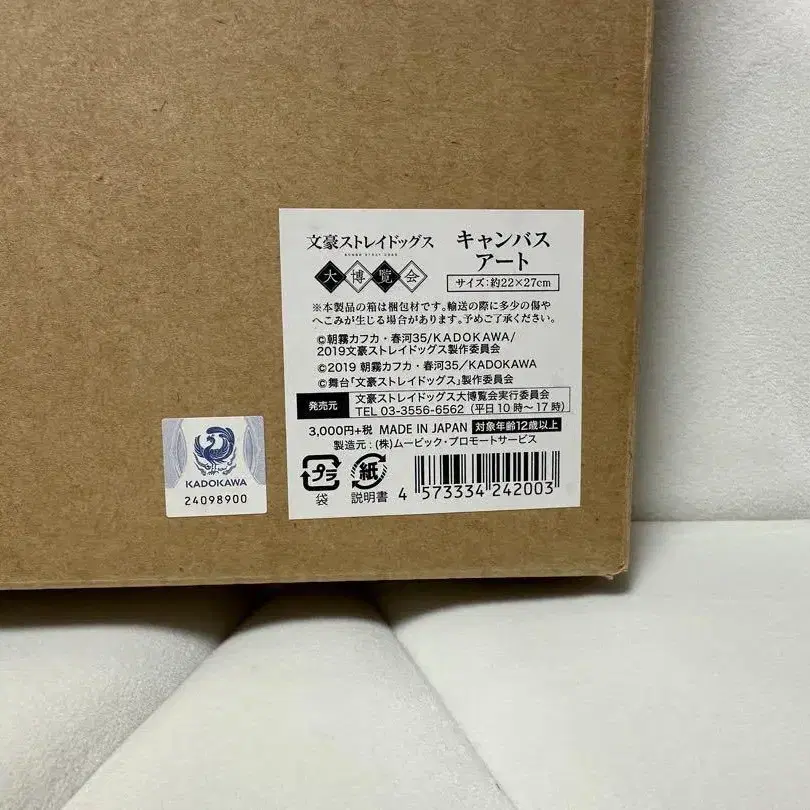 文豪ストレイドッグス
BUNGO STRAY DOGS
大博覧会
キャンバス
アート
サイズ：約22×27cm
※本製品の箱は梱包材です。輸送の際に多少の傷や
へこみが生じる場合があります。予めご了承ください。
©朝霧カフカ・春河35/KADOKAWA/
2019文豪ストレイドッグス製作委員会
©2019 朝霧カフカ・春河35／KADOKAWA
©舞台「文豪ストレイドッグス」製作委員会
発売元
文豪ストレイドッグス大博覧会実行委員会
TEL 03-3556-6562（平日10時〜17時）
3,000円+税 MADE IN JAPAN 対象年齢12歳以上
製造元：(株)ムービック・プロモートサービス
プラ
袋
紙
説明書
4 573334 242003
KADOKAWA
24098900